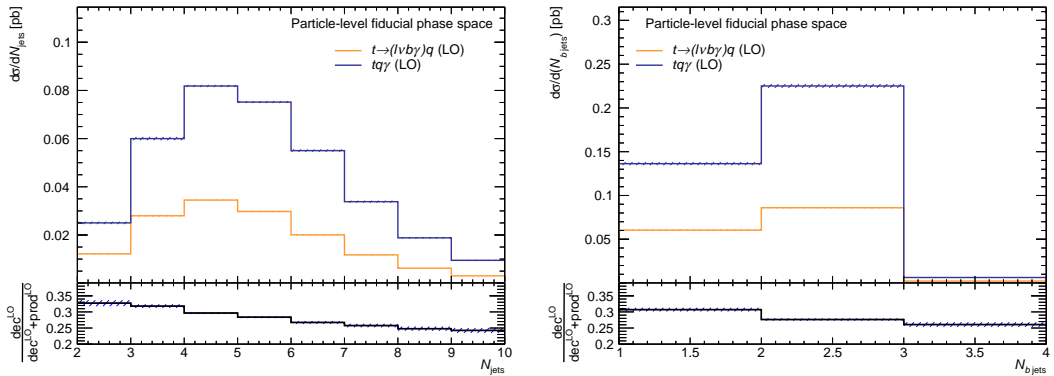 dσ/dN_jets [pb]
Particle-level fiducial phase space
t→(lνbγ)q (LO)
tqγ (LO)
0.1
0.08
0.06
0.04
0.02
dec^LO
dec^LO+prod^LO
0.35
0.3
0.25
0.2
2 3 4 5 6 7 8 9 10
N_jets
dσ/d(N_b jets) [pb]
Particle-level fiducial phase space
t→(lνbγ)q (LO)
tqγ (LO)
0.3
0.25
0.2
0.15
0.1
0.05
dec^LO
dec^LO+prod^LO
0.35
0.3
0.25
0.2
1 1.5 2 2.5 3 3.5 4
N_b jets